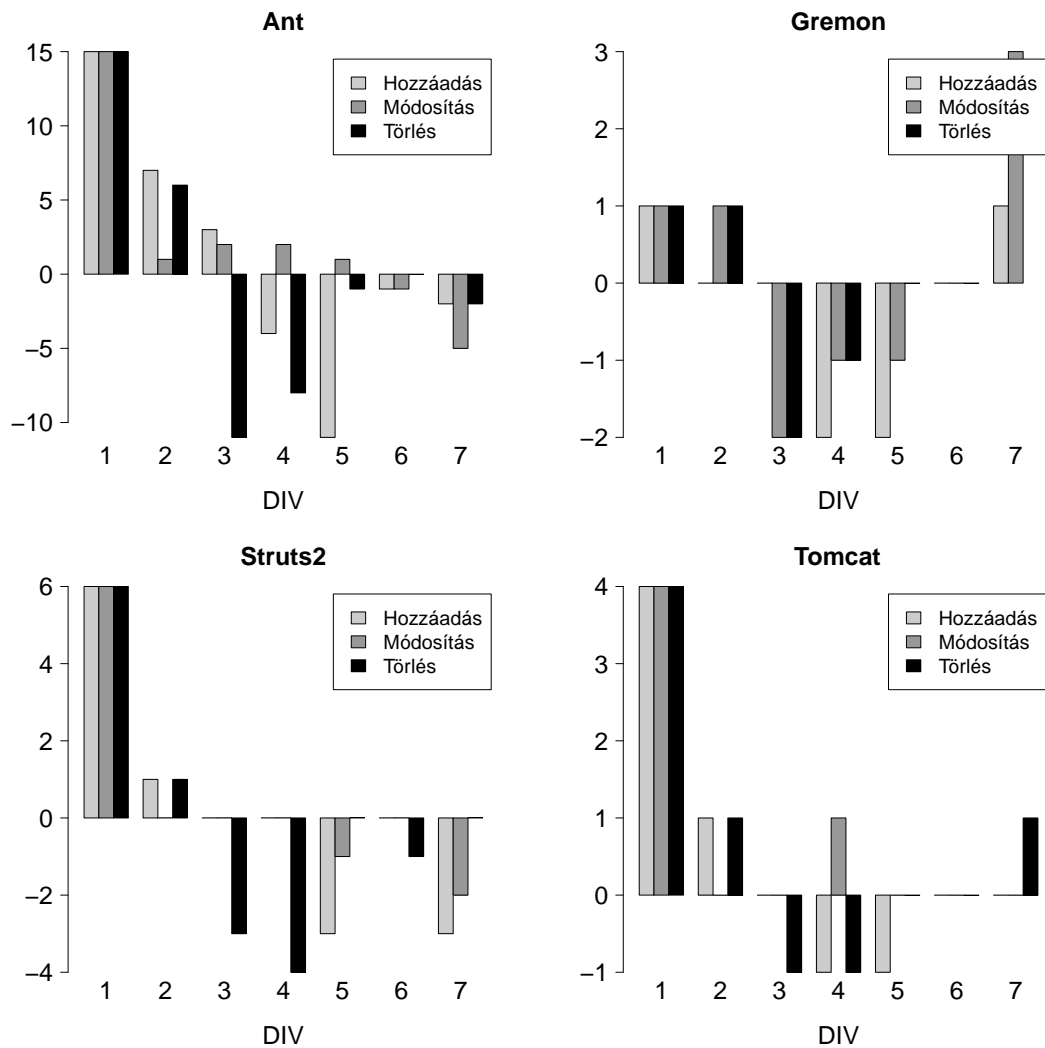 Ant
15
10
5
0
−5
−10
Hozzáadás
Módosítás
Törlés
1 2 3 4 5 6 7
DIV
Gremon
3
2
1
0
−1
−2
Hozzáadás
Módosítás
Törlés
1 2 3 4 5 6 7
DIV
Struts2
6
4
2
0
−2
−4
Hozzáadás
Módosítás
Törlés
1 2 3 4 5 6 7
DIV
Tomcat
4
3
2
1
0
−1
Hozzáadás
Módosítás
Törlés
1 2 3 4 5 6 7
DIV